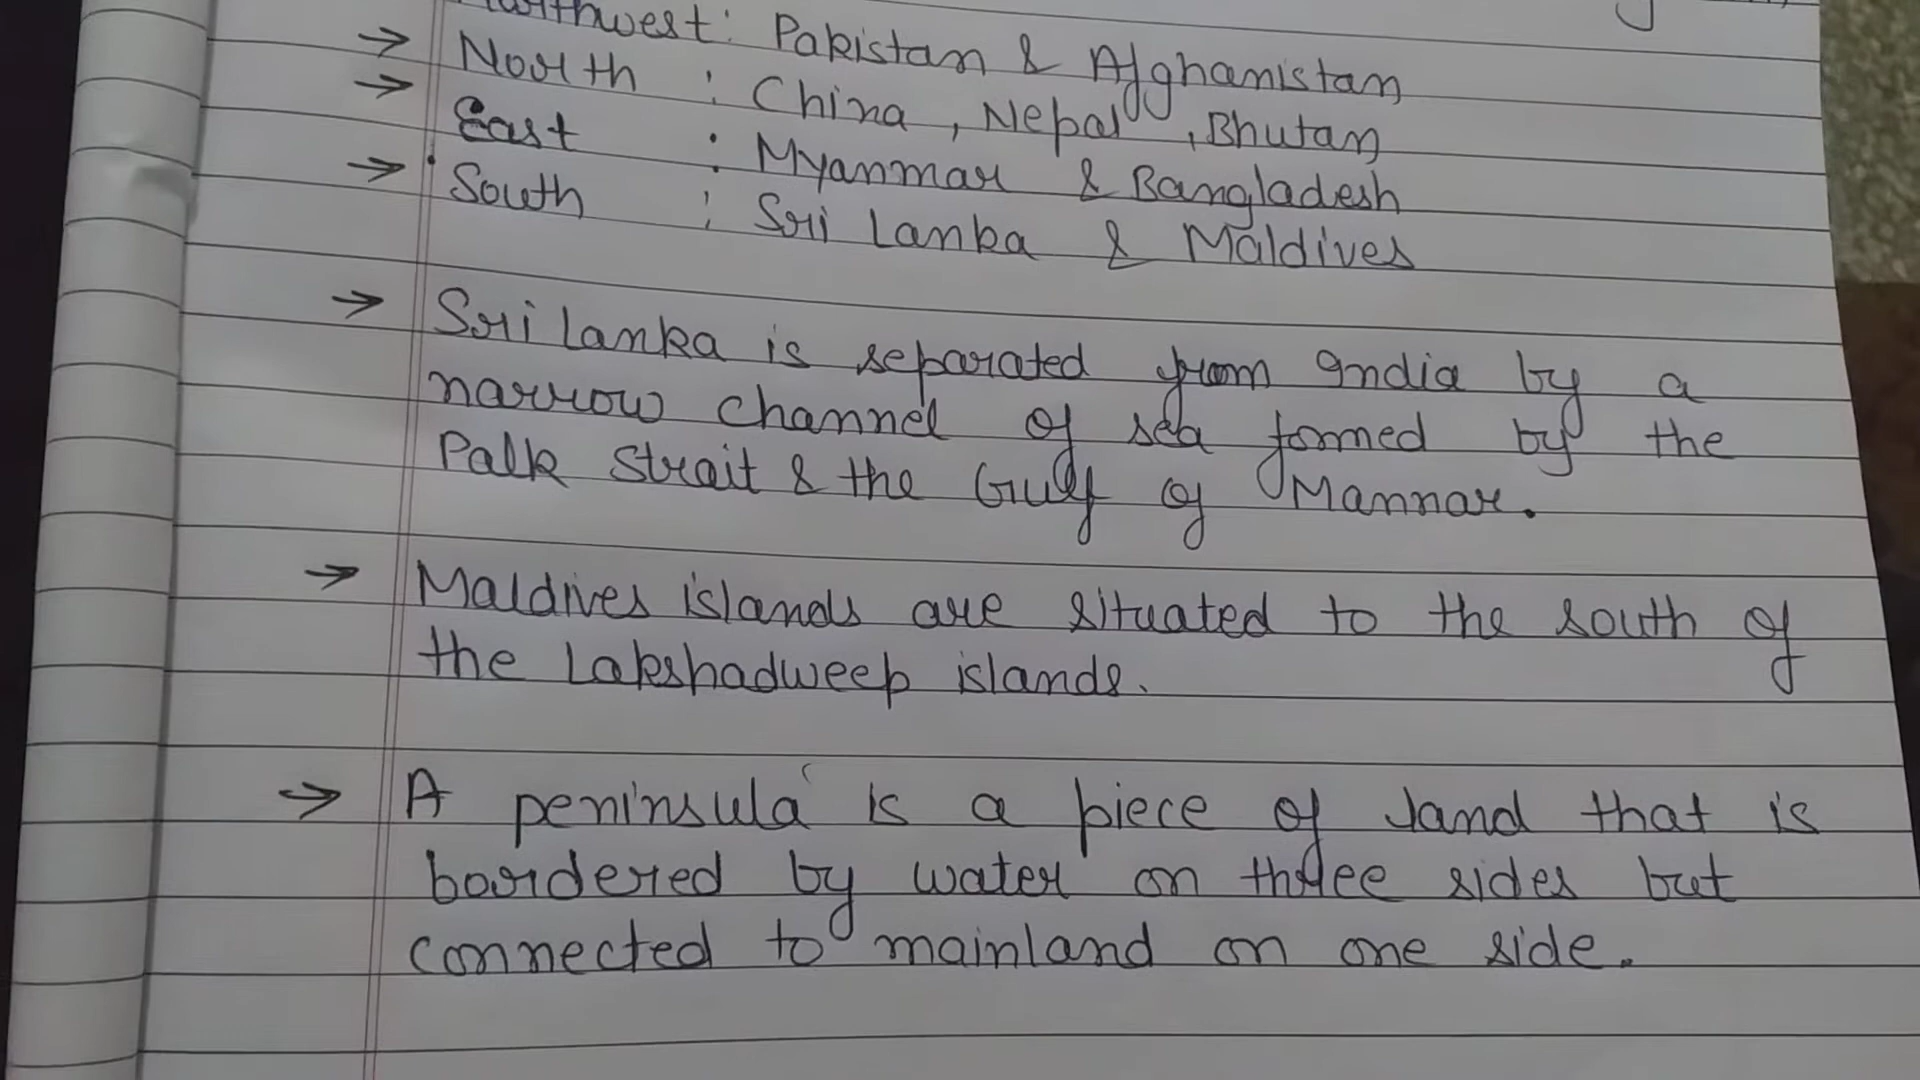 Northwest: Pakistan & Afghanistan
→ North : China, Nepal, Bhutan
→ East : Myanmar & Bangladesh
→ South : Sri Lanka & Maldives
→ Sri Lanka is separated from India by a
narrow channel of sea formed by the
Palk Strait & the Gulf of Mannar.
→ Maldives islands are situated to the south of
the Lakshadweep islands.
→ A peninsula is a piece of land that is
bordered by water on three sides but
connected to mainland on one side.